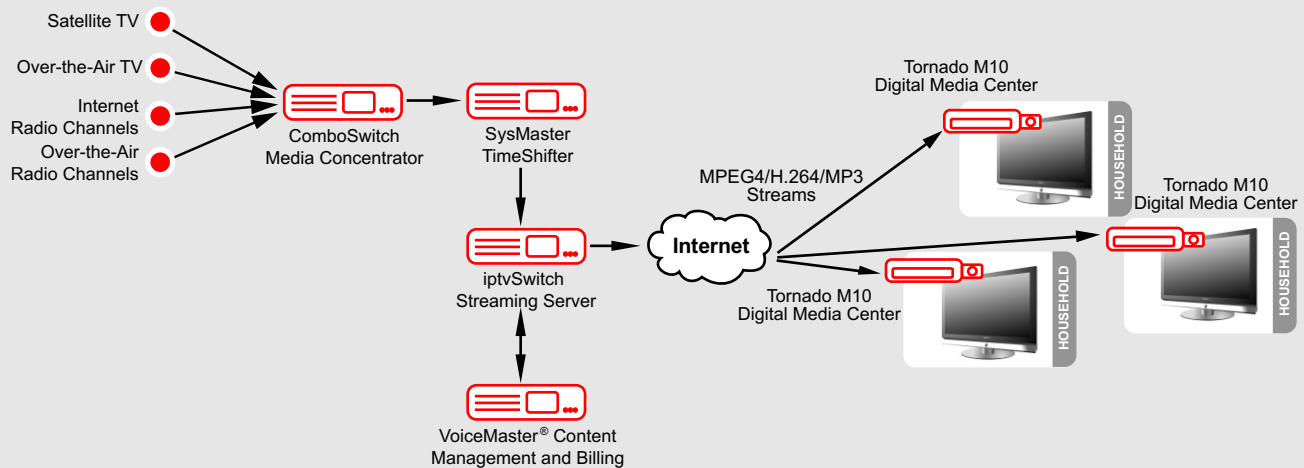 Satellite TV
Over-the-Air TV
Internet
Radio Channels
Over-the-Air
Radio Channels
ComboSwitch
Media Concentrator
SysMaster
TimeShifter
iptvSwitch
Streaming Server
VoiceMaster® Content
Management and Billing
Internet
MPEG4/H.264/MP3
Streams
Tornado M10
Digital Media Center
HOUSEHOLD
Tornado M10
Digital Media Center
HOUSEHOLD
Tornado M10
Digital Media Center
HOUSEHOLD